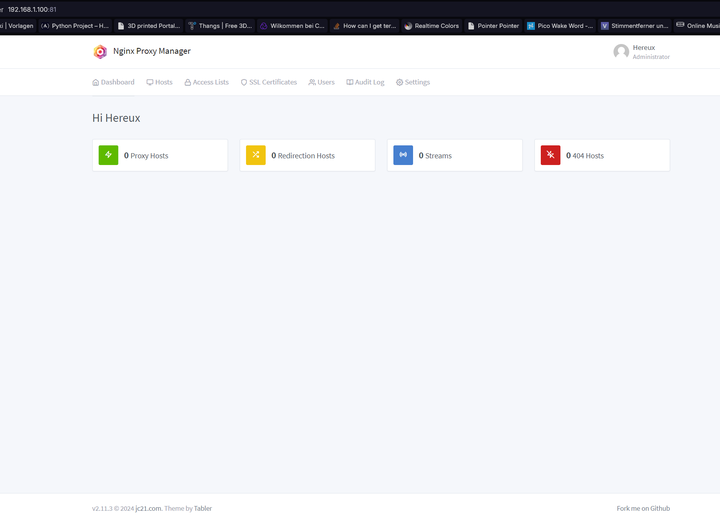 er 192.168.1.100:81
ki | Vorlagen (A) Python Project – H... 3D printed Portal... Thangs | Free 3D... Wilkommen bei C... How can I get ter... Realtime Colors Pointer Pointer Pico Wake Word -... Stimmentferner un... Online Musi
Nginx Proxy Manager
Hereux
Administrator
Dashboard Hosts Access Lists SSL Certificates Users Audit Log Settings
Hi Hereux
0 Proxy Hosts 0 Redirection Hosts 0 Streams 0 404 Hosts
v2.11.3 © 2024 jc21.com. Theme by Tabler Fork me on Github